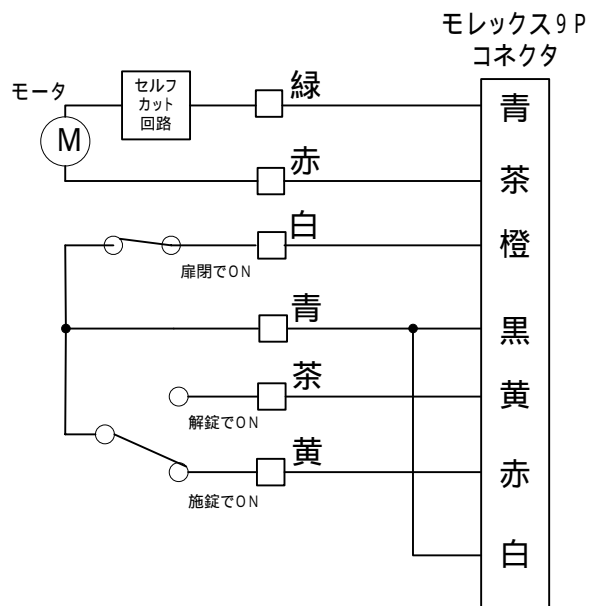 モレックス9P
コネクタ
モータ
セルフ
カット
回路
M
緑
青
赤
茶
白
橙
扉閉でON
青
黒
茶
黄
解錠でON
黄
赤
施錠でON
白